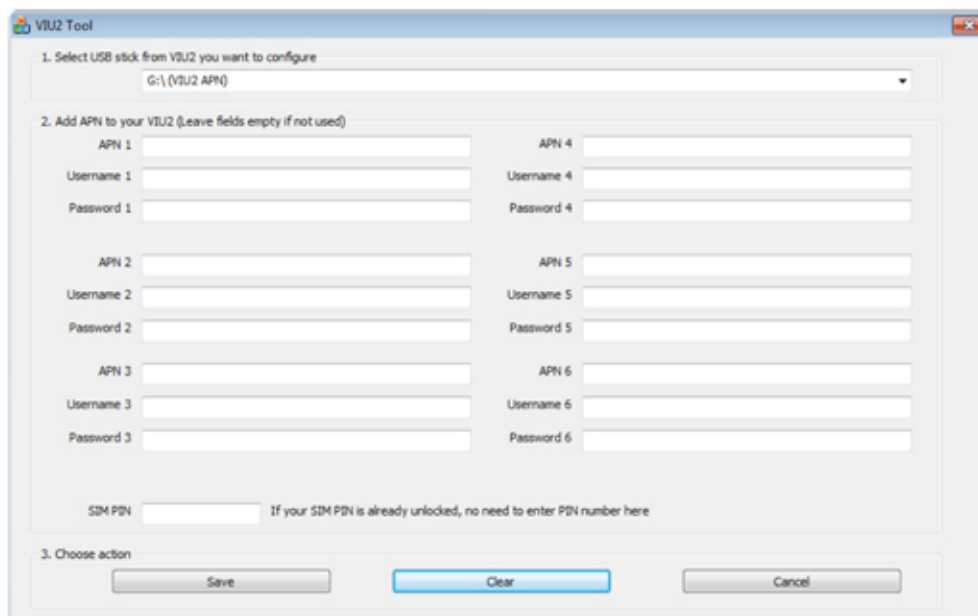 VIU2 Tool
1. Select USB stick from VIU2 you want to configure
G:\ (VIU2 APN)
2. Add APN to your VIU2 (Leave fields empty if not used)
APN 1
APN 4
Username 1
Username 4
Password 1
Password 4
APN 2
APN 5
Username 2
Username 5
Password 2
Password 5
APN 3
APN 6
Username 3
Username 6
Password 3
Password 6
SIM PIN
If your SIM PIN is already unlocked, no need to enter PIN number here
3. Choose action
Save
Clear
Cancel